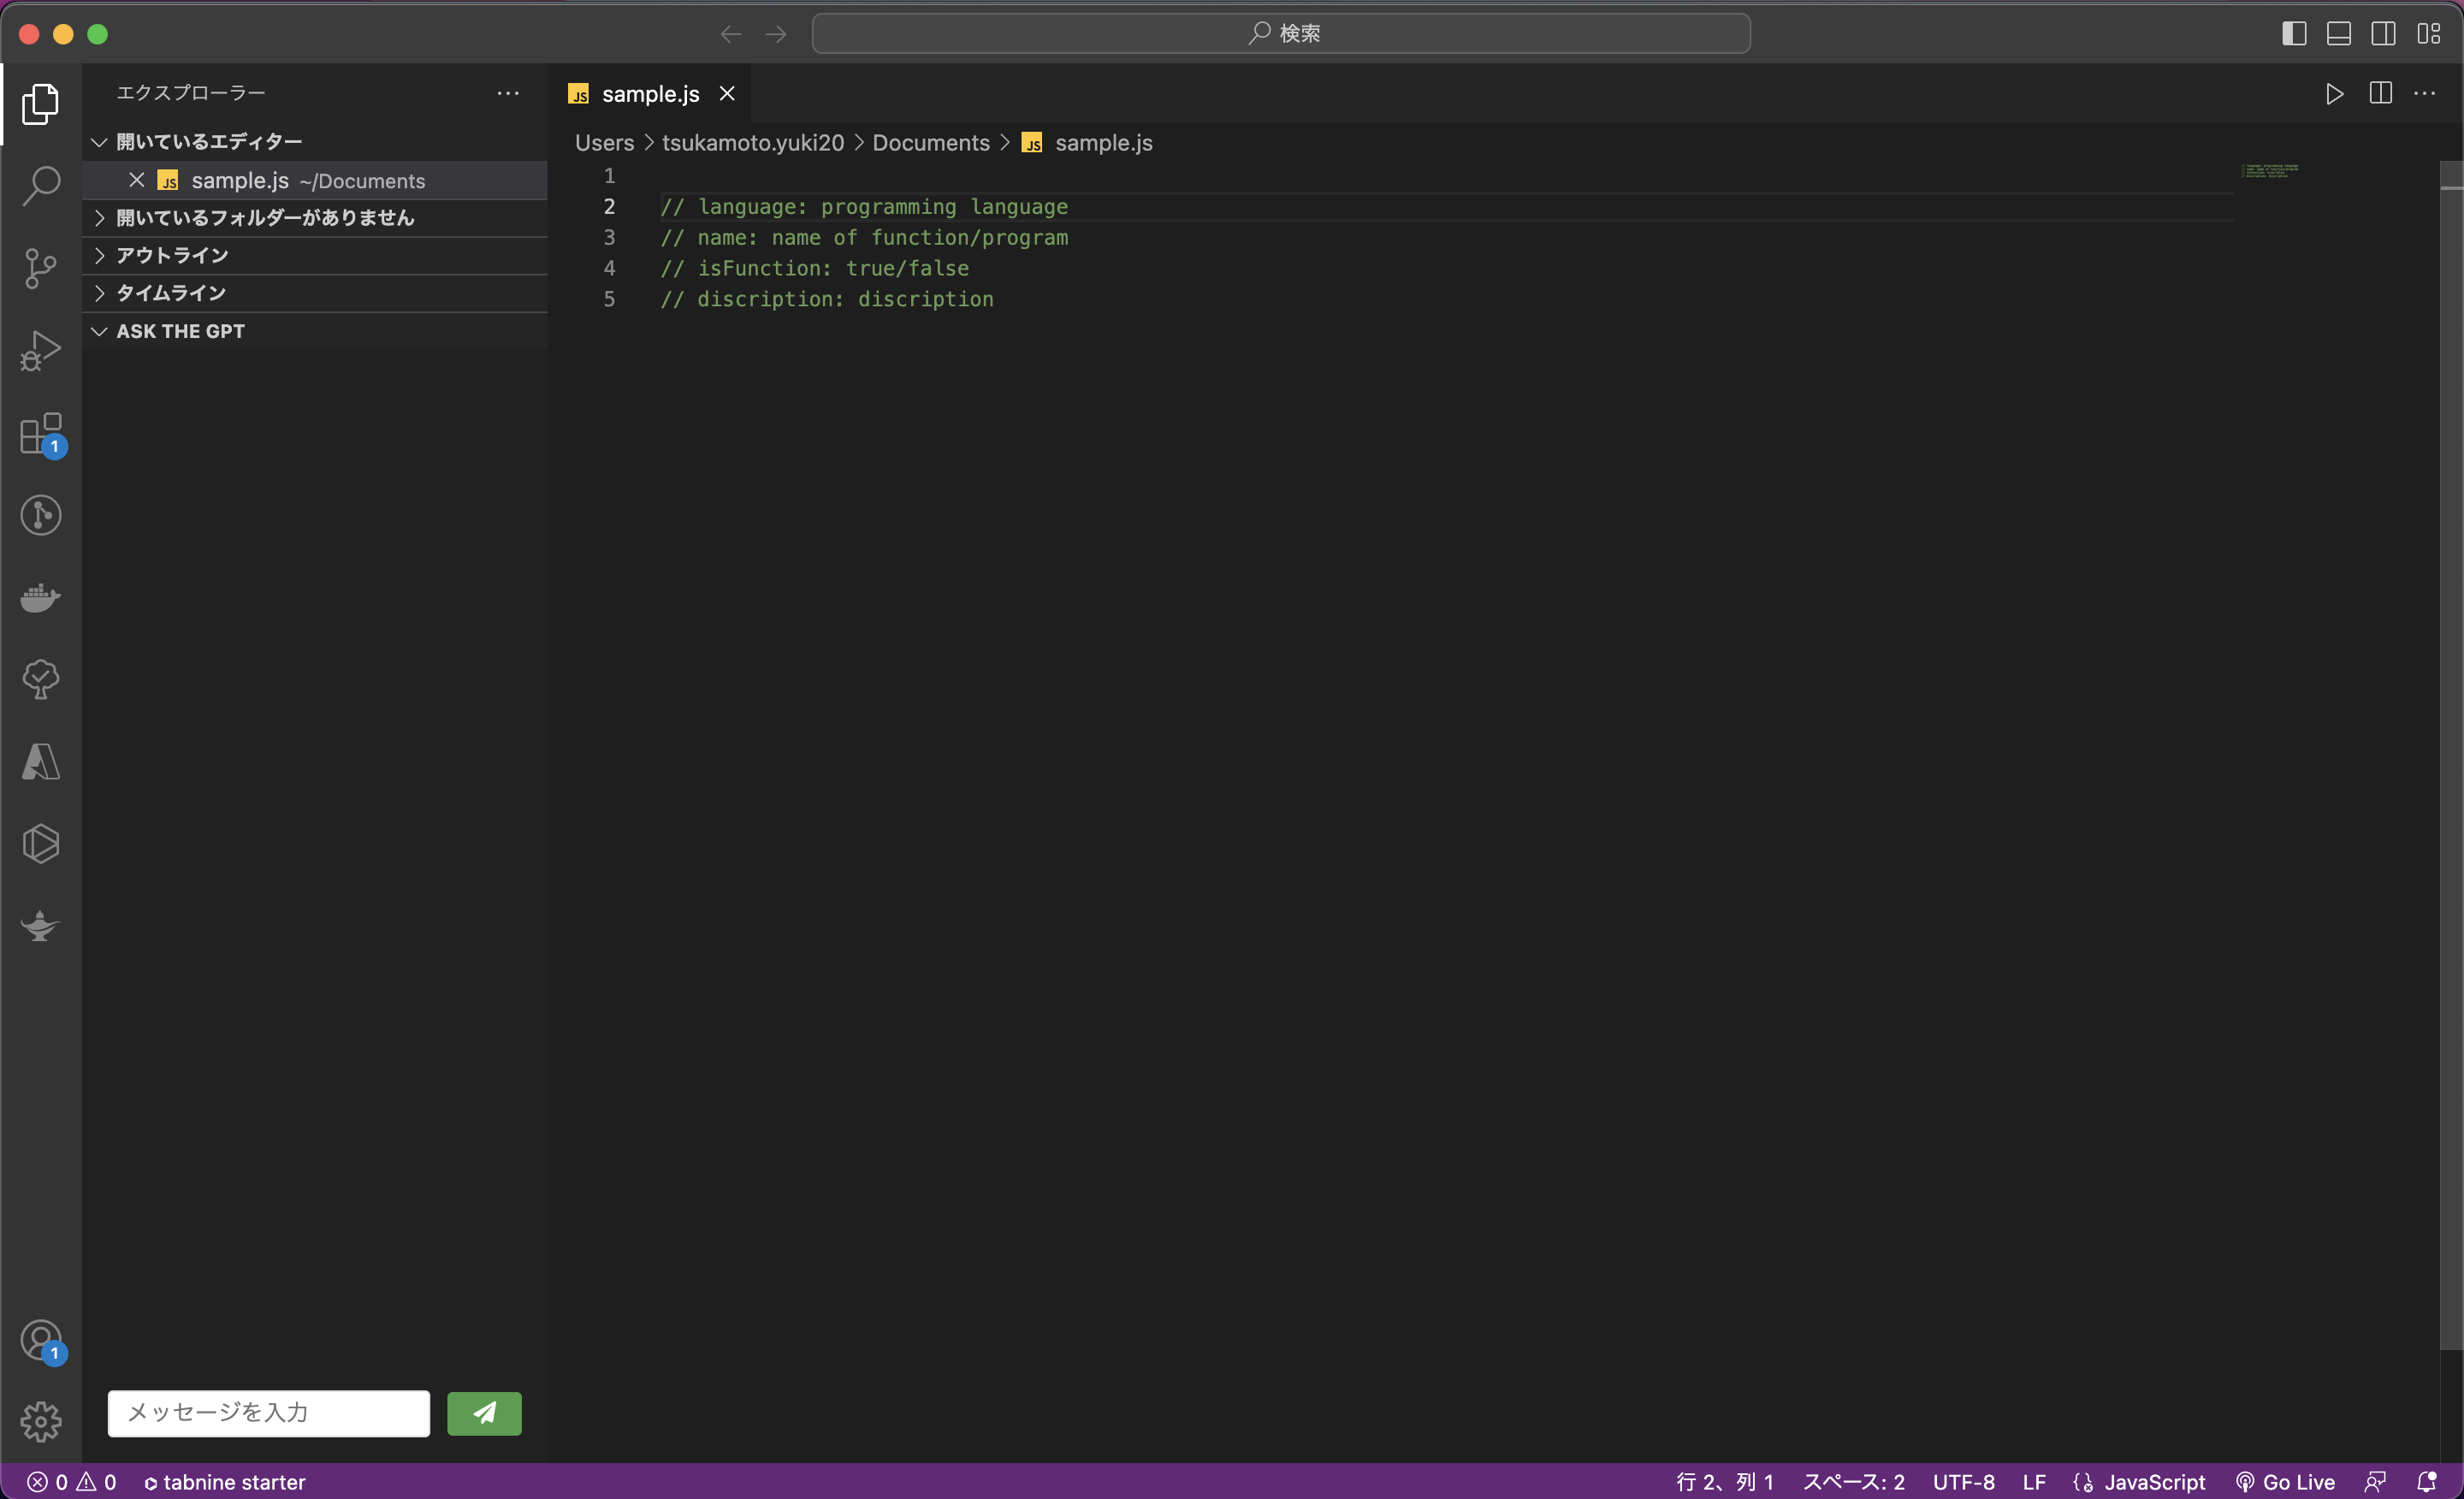 検索
エクスプローラー
開いているエディター
JS sample.js ~/Documents
開いているフォルダーがありません
アウトライン
タイムライン
ASK THE GPT
1
1
メッセージを入力
JS sample.js
Users > tsukamoto.yuki20 > Documents > JS sample.js
1
2 // language: programming language
3 // name: name of function/program
4 // isFunction: true/false
5 // discription: discription
0 0 tabnine starter
行 2、列 1 スペース: 2 UTF-8 LF JavaScript Go Live